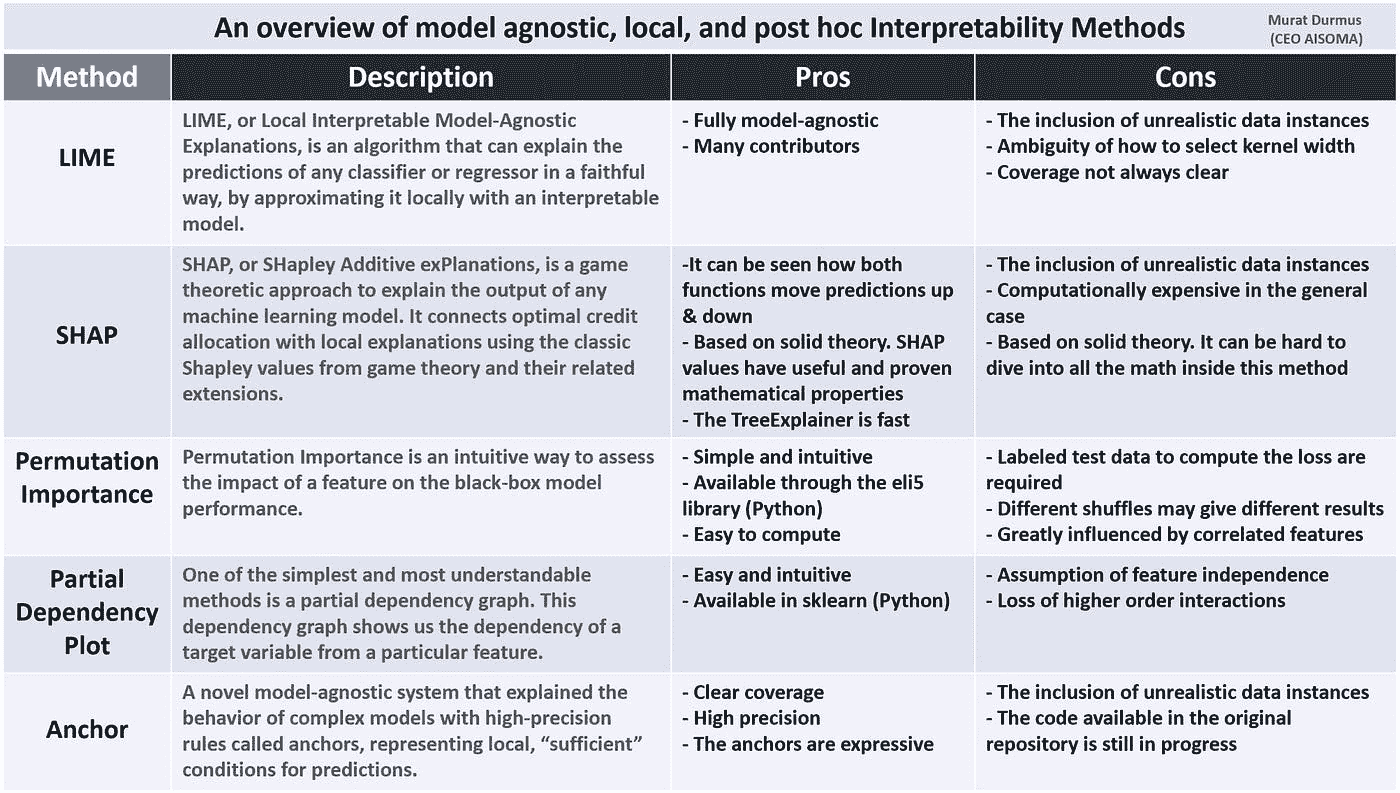 An overview of model agnostic, local, and post hoc Interpretability Methods
Murat Durmus
(CEO AISOMA)
Method
Description
Pros
Cons
LIME
LIME, or Local Interpretable Model-Agnostic
Explanations, is an algorithm that can explain the
predictions of any classifier or regressor in a faithful
way, by approximating it locally with an interpretable
model.
- Fully model-agnostic
- Many contributors
- The inclusion of unrealistic data instances
- Ambiguity of how to select kernel width
- Coverage not always clear
SHAP
SHAP, or SHapley Additive exPlanations, is a game
theoretic approach to explain the output of any
machine learning model. It connects optimal credit
allocation with local explanations using the classic
Shapley values from game theory and their related
extensions.
-It can be seen how both
functions move predictions up
& down
- Based on solid theory. SHAP
values have useful and proven
mathematical properties
- The TreeExplainer is fast
- The inclusion of unrealistic data instances
- Computationally expensive in the general
case
- Based on solid theory. It can be hard to
dive into all the math inside this method
Permutation
Importance
Permutation Importance is an intuitive way to assess
the impact of a feature on the black-box model
performance.
- Simple and intuitive
- Available through the eli5
library (Python)
- Easy to compute
- Labeled test data to compute the loss are
required
- Different shuffles may give different results
- Greatly influenced by correlated features
Partial
Dependency
Plot
One of the simplest and most understandable
methods is a partial dependency graph. This
dependency graph shows us the dependency of a
target variable from a particular feature.
- Easy and intuitive
- Available in sklearn (Python)
- Assumption of feature independence
- Loss of higher order interactions
Anchor
A novel model-agnostic system that explained the
behavior of complex models with high-precision
rules called anchors, representing local, “sufficient”
conditions for predictions.
- Clear coverage
- High precision
- The anchors are expressive
- The inclusion of unrealistic data instances
- The code available in the original
repository is still in progress